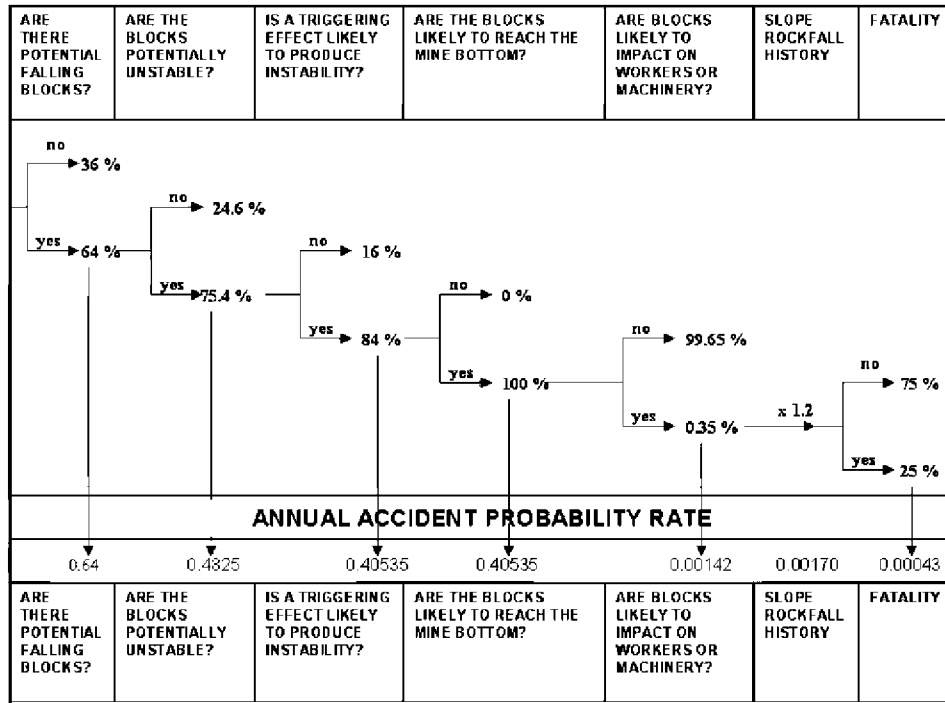 ARE THERE POTENTIAL FALLING BLOCKS?
ARE THE BLOCKS POTENTIALLY UNSTABLE?
IS A TRIGGERING EFFECT LIKELY TO PRODUCE INSTABILITY?
ARE THE BLOCKS LIKELY TO REACH THE MINE BOTTOM?
ARE BLOCKS LIKELY TO IMPACT ON WORKERS OR MACHINERY?
SLOPE ROCKFALL HISTORY
FATALITY
no
36 %
no
24.6 %
yes
64 %
no
16 %
yes
75.4 %
no
0 %
yes
84 %
no
99.65 %
yes
100 %
no
75 %
yes
0.35 %
x 1.2
yes
25 %
ANNUAL ACCIDENT PROBABILITY RATE
0.64 0.4825 0.40535 0.40535 0.00142 0.00170 0.00043
ARE THERE POTENTIAL FALLING BLOCKS?
ARE THE BLOCKS POTENTIALLY UNSTABLE?
IS A TRIGGERING EFFECT LIKELY TO PRODUCE INSTABILITY?
ARE THE BLOCKS LIKELY TO REACH THE MINE BOTTOM?
ARE BLOCKS LIKELY TO IMPACT ON WORKERS OR MACHINERY?
SLOPE ROCKFALL HISTORY
FATALITY